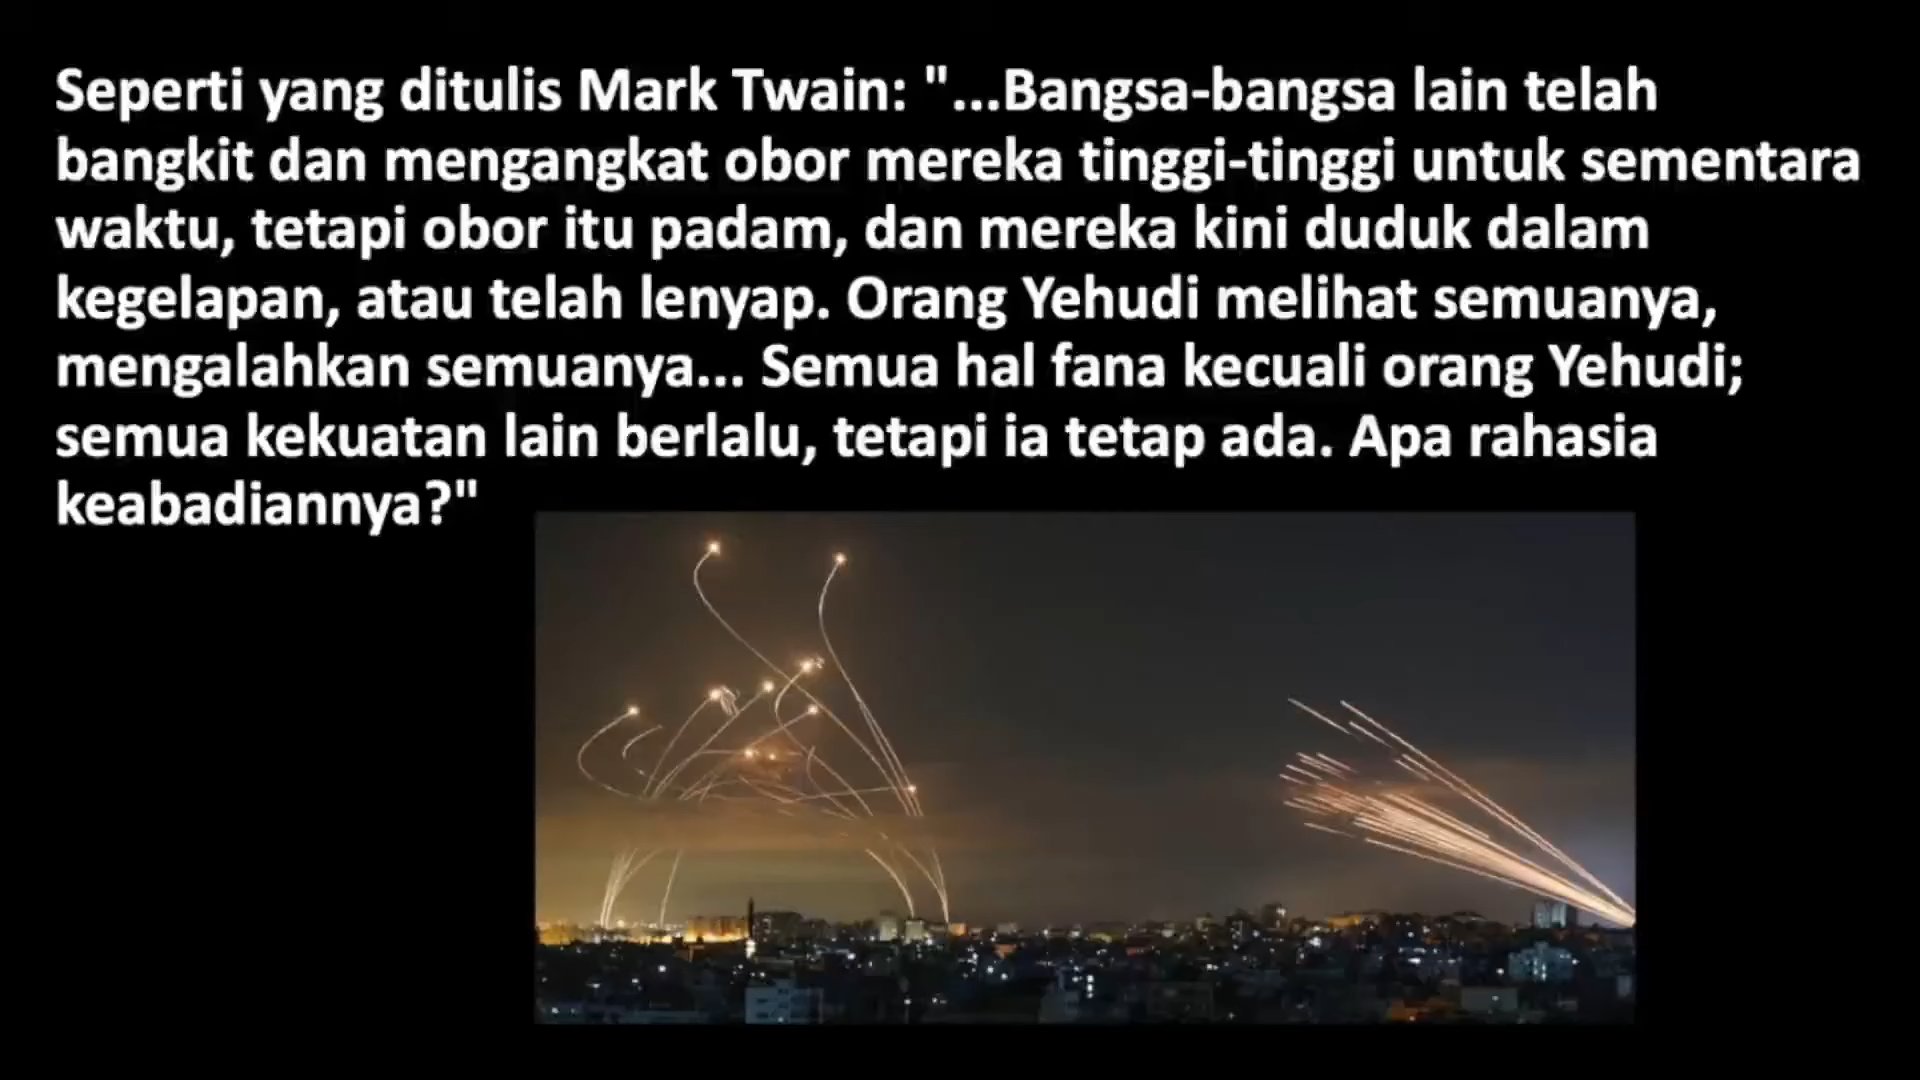 Seperti yang ditulis Mark Twain: "...Bangsa-bangsa lain telah
bangkit dan mengangkat obor mereka tinggi-tinggi untuk sementara
waktu, tetapi obor itu padam, dan mereka kini duduk dalam
kegelapan, atau telah lenyap. Orang Yehudi melihat semuanya,
mengalahkan semuanya... Semua hal fana kecuali orang Yehudi;
semua kekuatan lain berlalu, tetapi ia tetap ada. Apa rahasia
keabadiannya?"